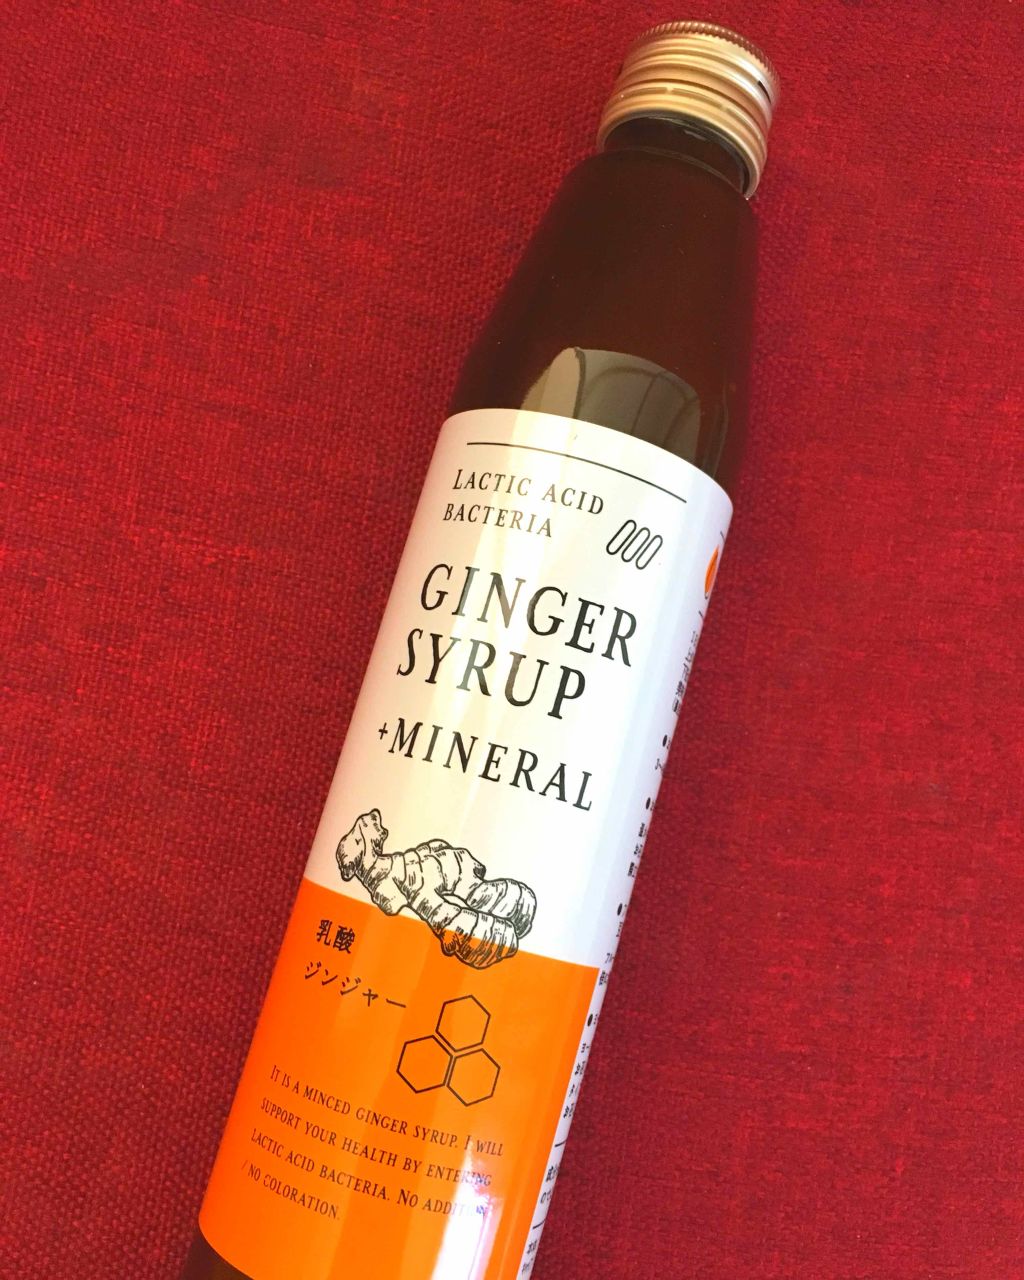 LACTIC ACID
BACTERIA
GINGER
SYRUP
+MINERAL
乳酸
ジンジャー
IT IS A MINCED GINGER SYRUP. I WILL
SUPPORT YOUR HEALTH BY ENTERING
LACTIC ACID BACTERIA. NO
/ NO COLORATION.